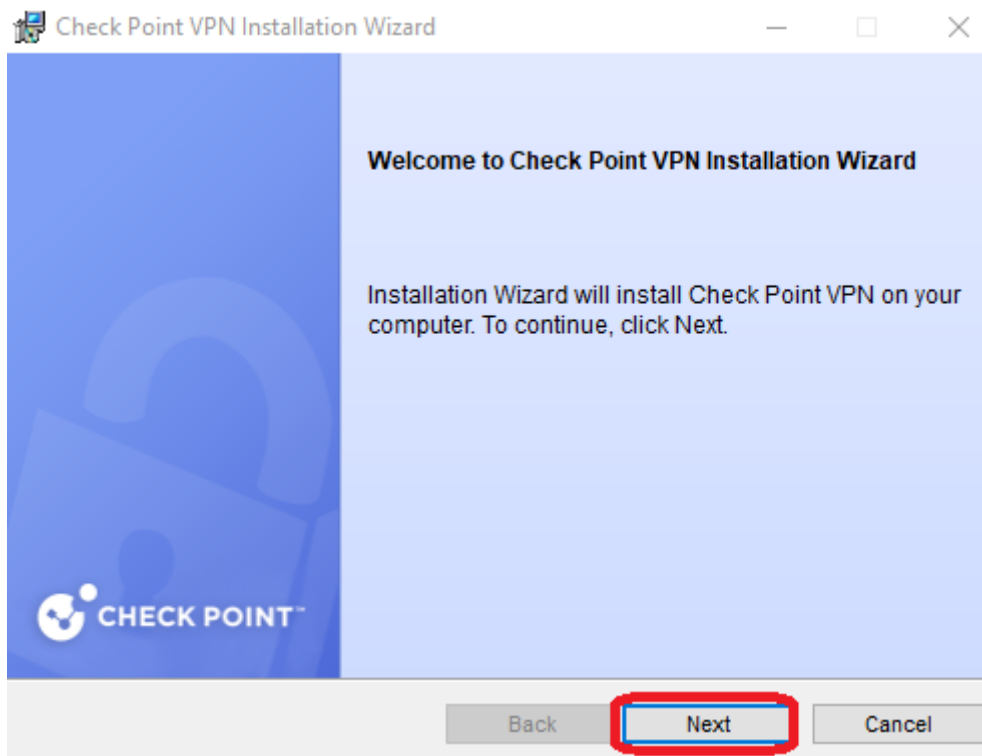 Check Point VPN Installation Wizard
Welcome to Check Point VPN Installation Wizard
Installation Wizard will install Check Point VPN on your
computer. To continue, click Next.
CHECK POINT™
Back Next Cancel